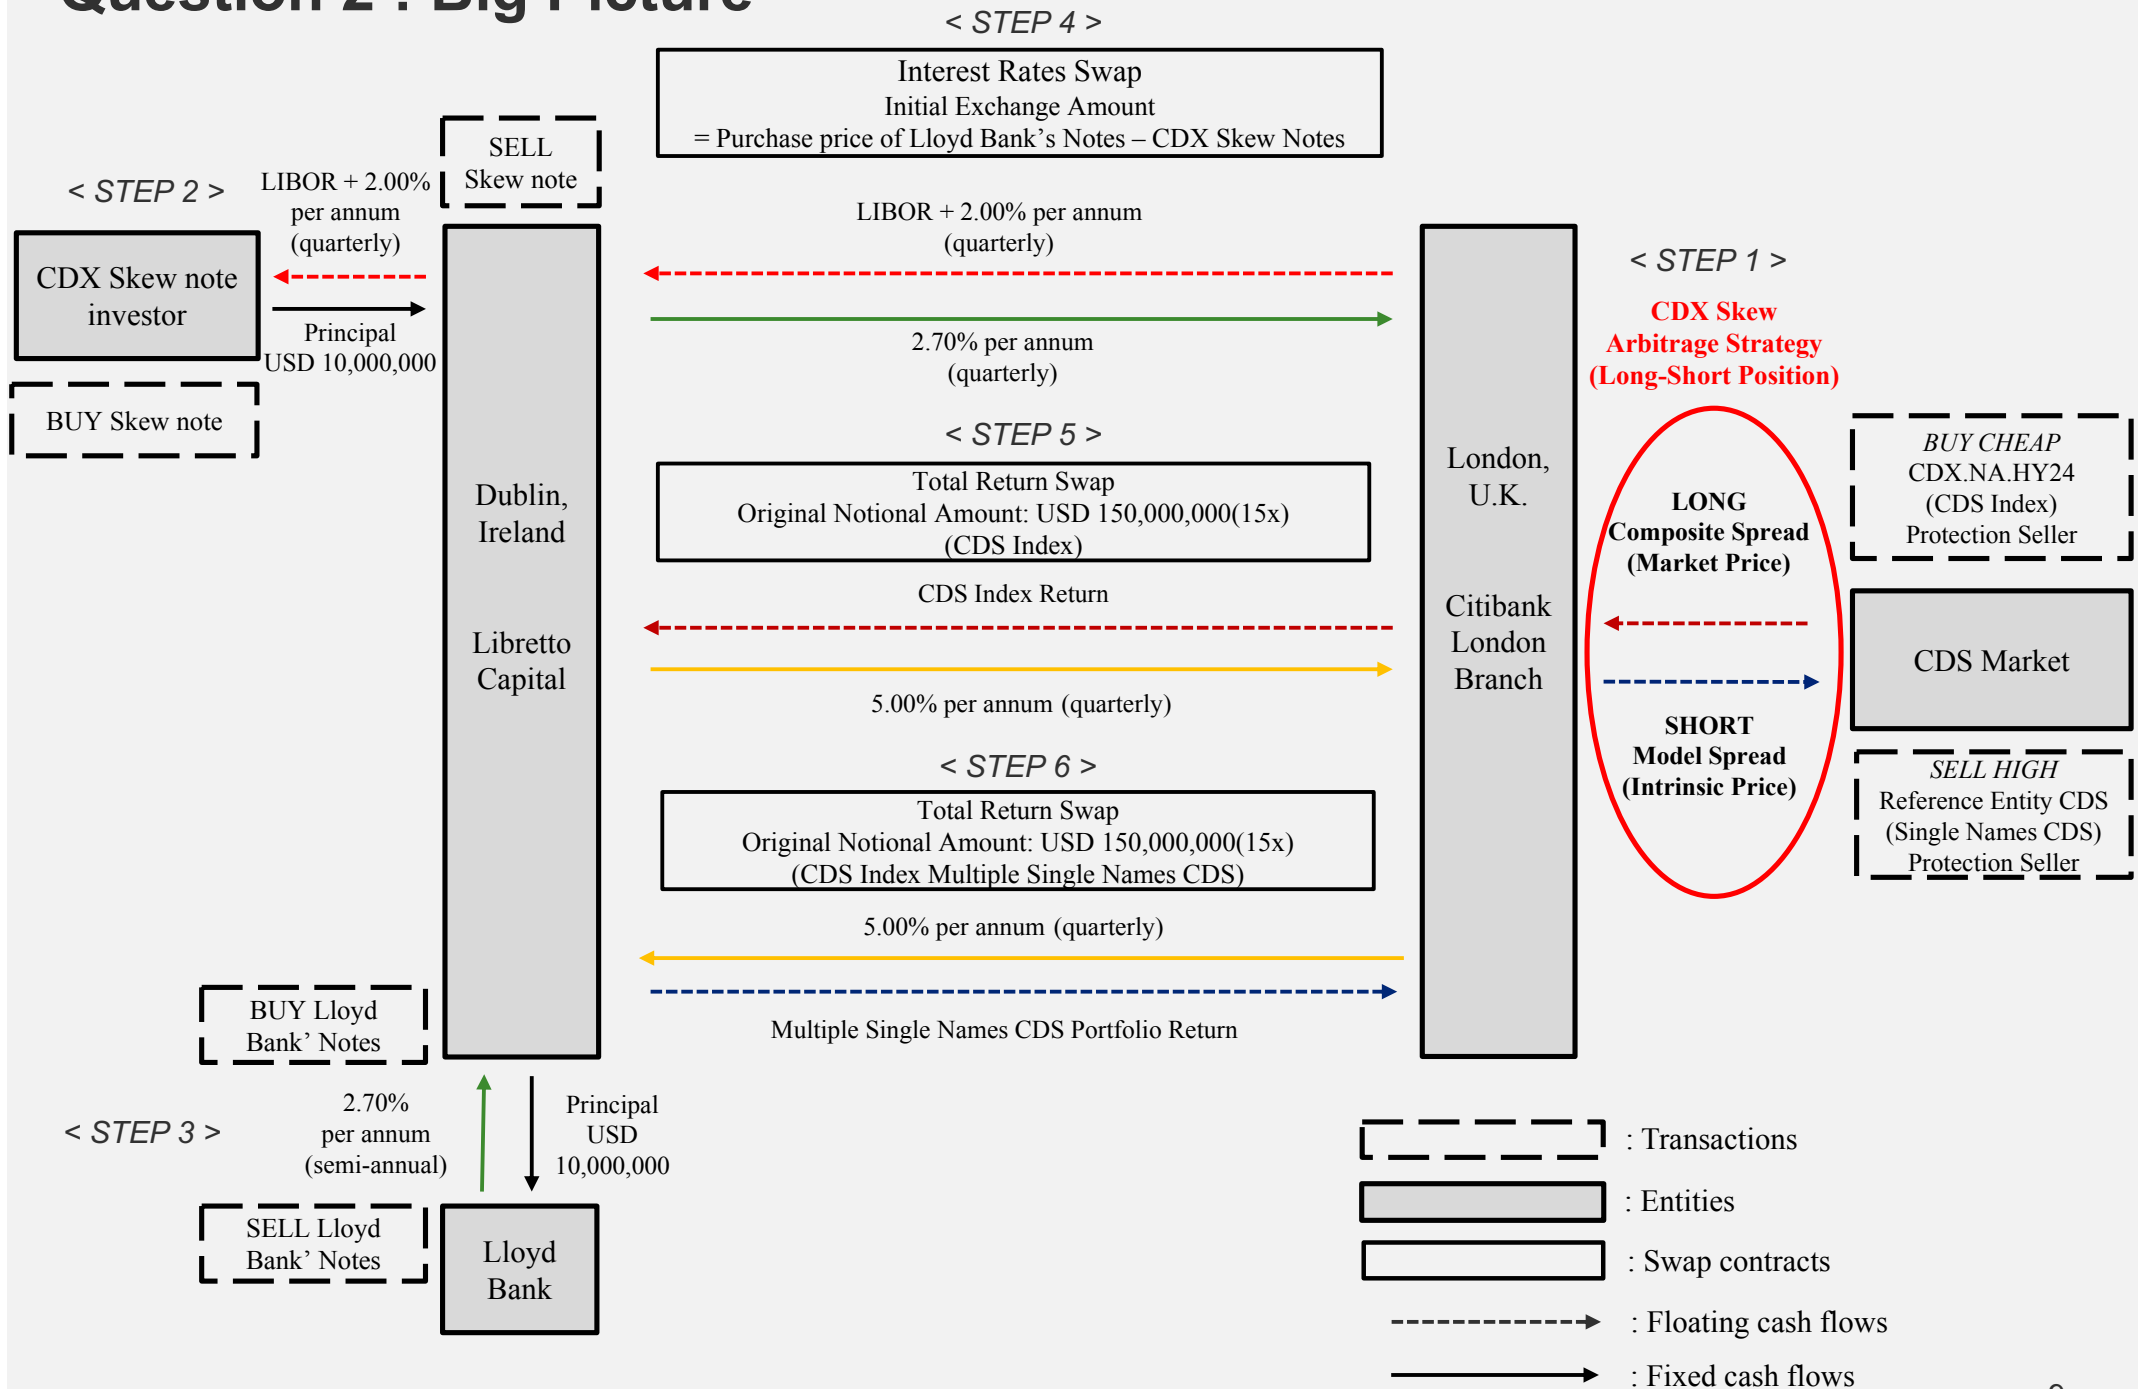 Question 2 : Big Picture
< STEP 4 >
Interest Rates Swap
Initial Exchange Amount
= Purchase price of Lloyd Bank's Notes – CDX Skew Notes
SELL
Skew note
< STEP 2 >
LIBOR + 2.00%
per annum
(quarterly)
CDX Skew note
investor
Principal
USD 10,000,000
BUY Skew note
LIBOR + 2.00% per annum
(quarterly)
2.70% per annum
(quarterly)
< STEP 1 >
CDX Skew
Arbitrage Strategy
(Long-Short Position)
< STEP 5 >
Total Return Swap
Original Notional Amount: USD 150,000,000(15x)
(CDS Index)
CDS Index Return
5.00% per annum (quarterly)
Dublin,
Ireland
Libretto
Capital
London,
U.K.
Citibank
London
Branch
LONG
Composite Spread
(Market Price)
SHORT
Model Spread
(Intrinsic Price)
BUY CHEAP
CDX.NA.HY24
(CDS Index)
Protection Seller
CDS Market
SELL HIGH
Reference Entity CDS
(Single Names CDS)
Protection Seller
< STEP 6 >
Total Return Swap
Original Notional Amount: USD 150,000,000(15x)
(CDS Index Multiple Single Names CDS)
5.00% per annum (quarterly)
Multiple Single Names CDS Portfolio Return
BUY Lloyd
Bank' Notes
< STEP 3 >
2.70%
per annum
(semi-annual)
Principal
USD
10,000,000
SELL Lloyd
Bank' Notes
Lloyd
Bank
: Transactions
: Entities
: Swap contracts
: Floating cash flows
: Fixed cash flows